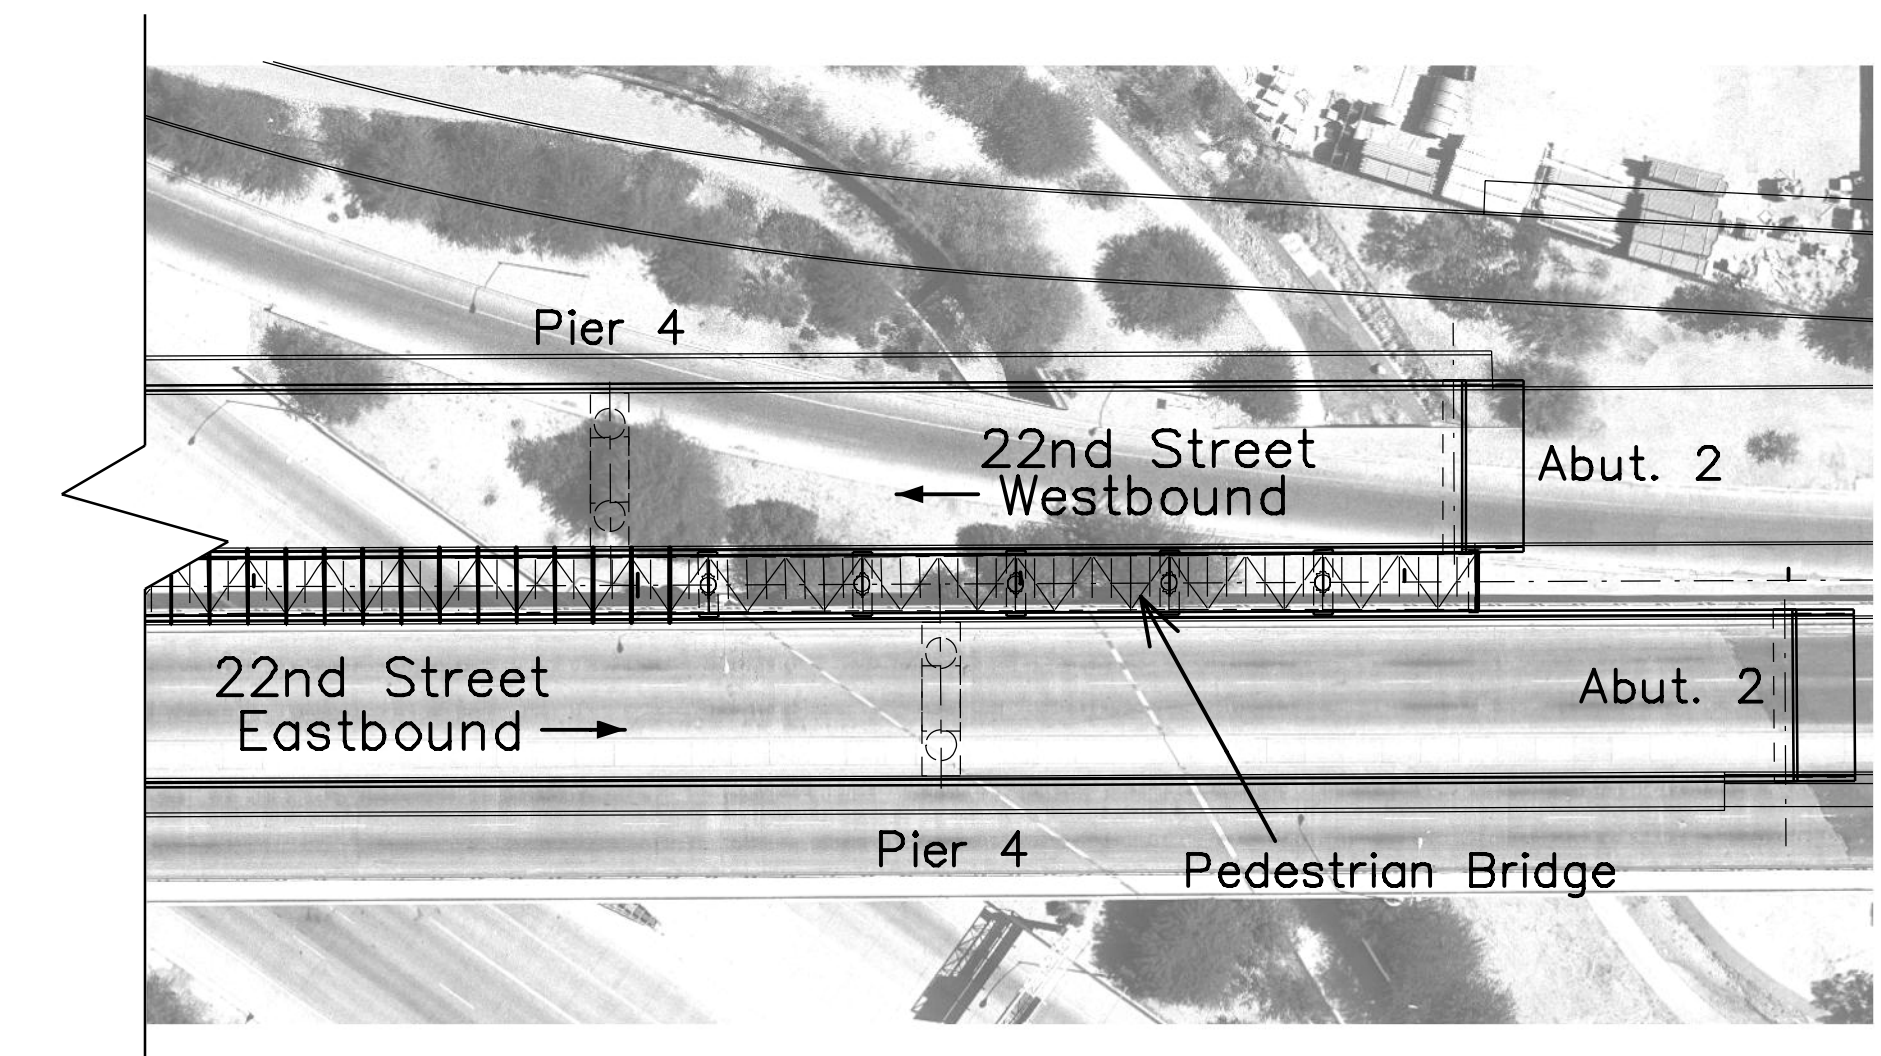 Pier 4
22nd Street
Westbound
Abut. 2
22nd Street
Eastbound
Abut. 2
Pier 4
Pedestrian Bridge